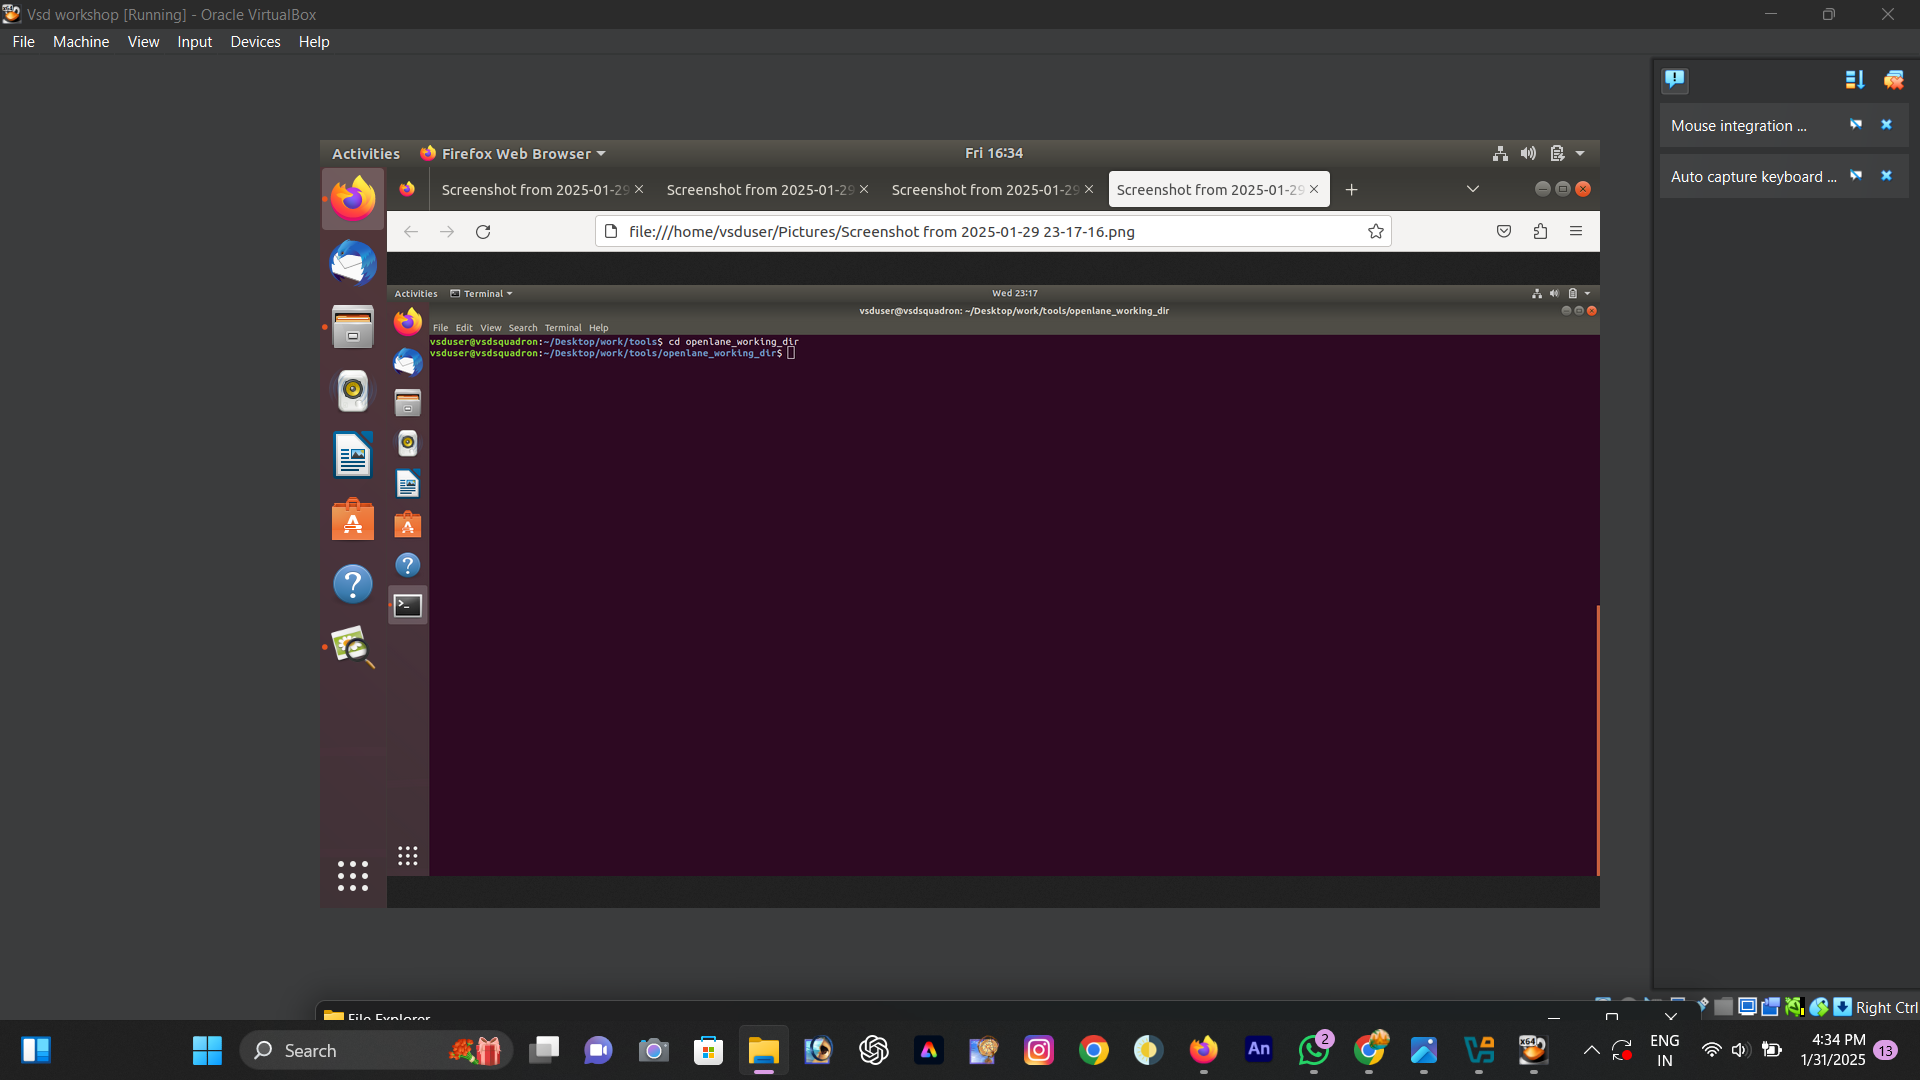 Vsd workshop [Running] - Oracle VirtualBox
File Machine View Input Devices Help
Mouse integration ...
Auto capture keyboard ...
Activities Firefox Web Browser Fri 16:34
Screenshot from 2025-01-29 Screenshot from 2025-01-29 Screenshot from 2025-01-29 Screenshot from 2025-01-29
file:///home/vsduser/Pictures/Screenshot from 2025-01-29 23-17-16.png
Activities Terminal Wed 23:17
vsduser@vsdsquadron: ~/Desktop/work/tools/openlane_working_dir
File Edit View Search Terminal Help
vsduser@vsdsquadron:~/Desktop/work/tools$ cd openlane_working_dir
vsduser@vsdsquadron:~/Desktop/work/tools/openlane_working_dir$
Right Ctrl
File Explorer
Search
An
2
x64
ENG
IN
4:34 PM
1/31/2025
13